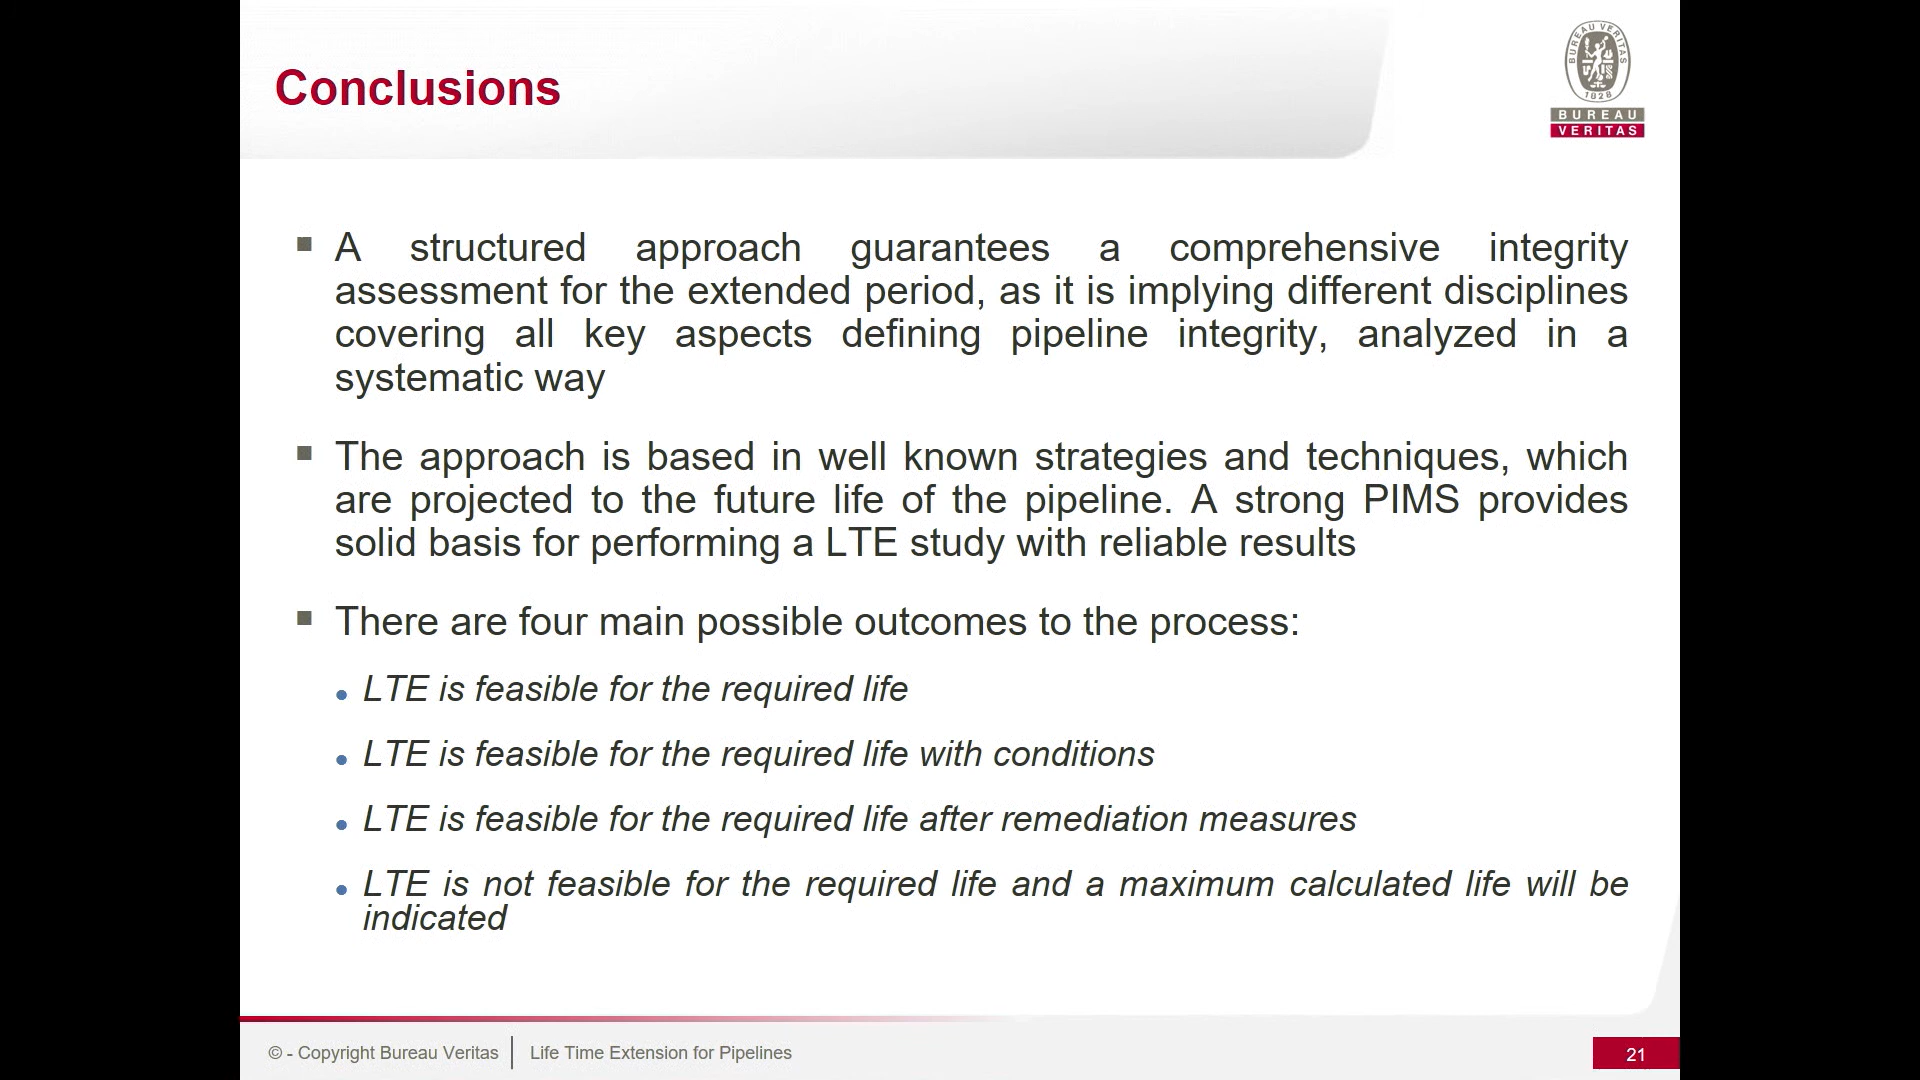 Conclusions
BUREAU VERITAS
1828
BUREAU
VERITAS
A structured approach guarantees a comprehensive integrity
assessment for the extended period, as it is implying different disciplines
covering all key aspects defining pipeline integrity, analyzed in a
systematic way
The approach is based in well known strategies and techniques, which
are projected to the future life of the pipeline. A strong PIMS provides
solid basis for performing a LTE study with reliable results
There are four main possible outcomes to the process:
LTE is feasible for the required life
LTE is feasible for the required life with conditions
LTE is feasible for the required life after remediation measures
LTE is not feasible for the required life and a maximum calculated life will be
indicated
© - Copyright Bureau Veritas
Life Time Extension for Pipelines
21